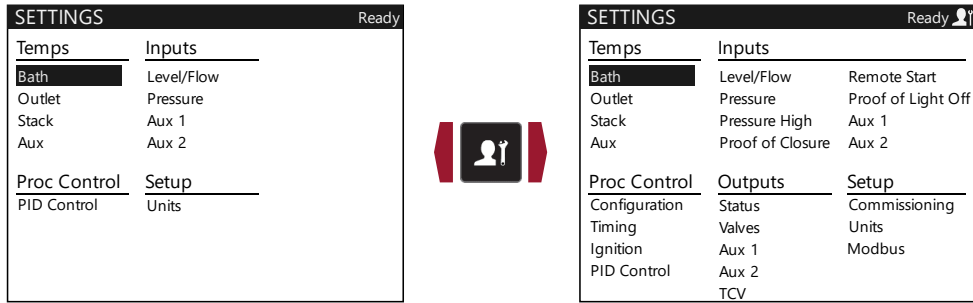 SETTINGS Ready
Temps Inputs
Bath Level/Flow
Outlet Pressure
Stack Aux 1
Aux Aux 2
Proc Control Setup
PID Control Units
SETTINGS Ready
Temps Inputs
Bath Level/Flow Remote Start
Outlet Pressure Proof of Light Off
Stack Pressure High Aux 1
Aux Proof of Closure Aux 2
Proc Control Outputs Setup
Configuration Status Commissioning
Timing Valves Units
Ignition Aux 1 Modbus
PID Control Aux 2
TCV